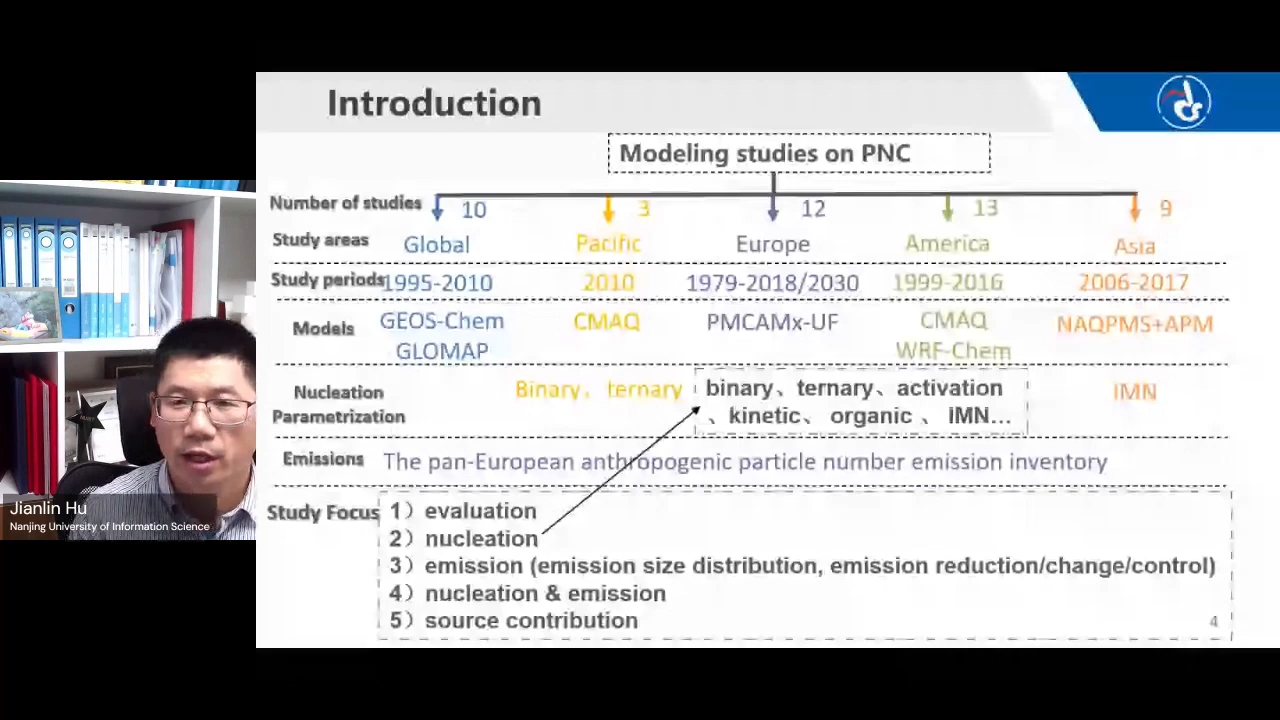 Introduction
Modeling studies on PNC
Number of studies 10 3 12 13 9
Study areas Global Pacific Europe America Asia
Study periods 1995-2010 2010 1979-2018/2030 1999-2016 2006-2017
Models GEOS-Chem GLOMAP CMAQ PMCAMx-UF CMAQ WRF-Chem NAQPMS+APM
Nucleation Parametrization Binary、ternary binary、ternary、activation 、kinetic、 organic 、 IMN... IMN
Emissions The pan-European anthropogenic particle number emission inventory
Study Focus 1）evaluation
2）nucleation
3）emission (emission size distribution, emission reduction/change/control)
4）nucleation & emission
5）source contribution
4
Jianlin Hu
Nanjing University of Information Science